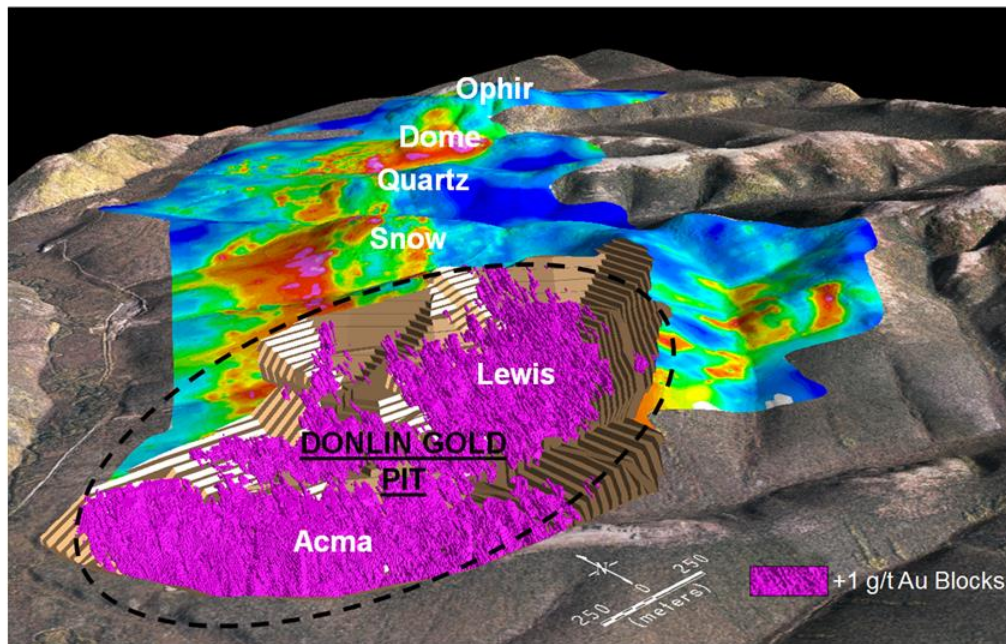 Ophir
Dome
Quartz
Snow
Lewis
DONLIN GOLD
PIT
Acma
N
250 0 250
(meters)
+1 g/t Au Blocks